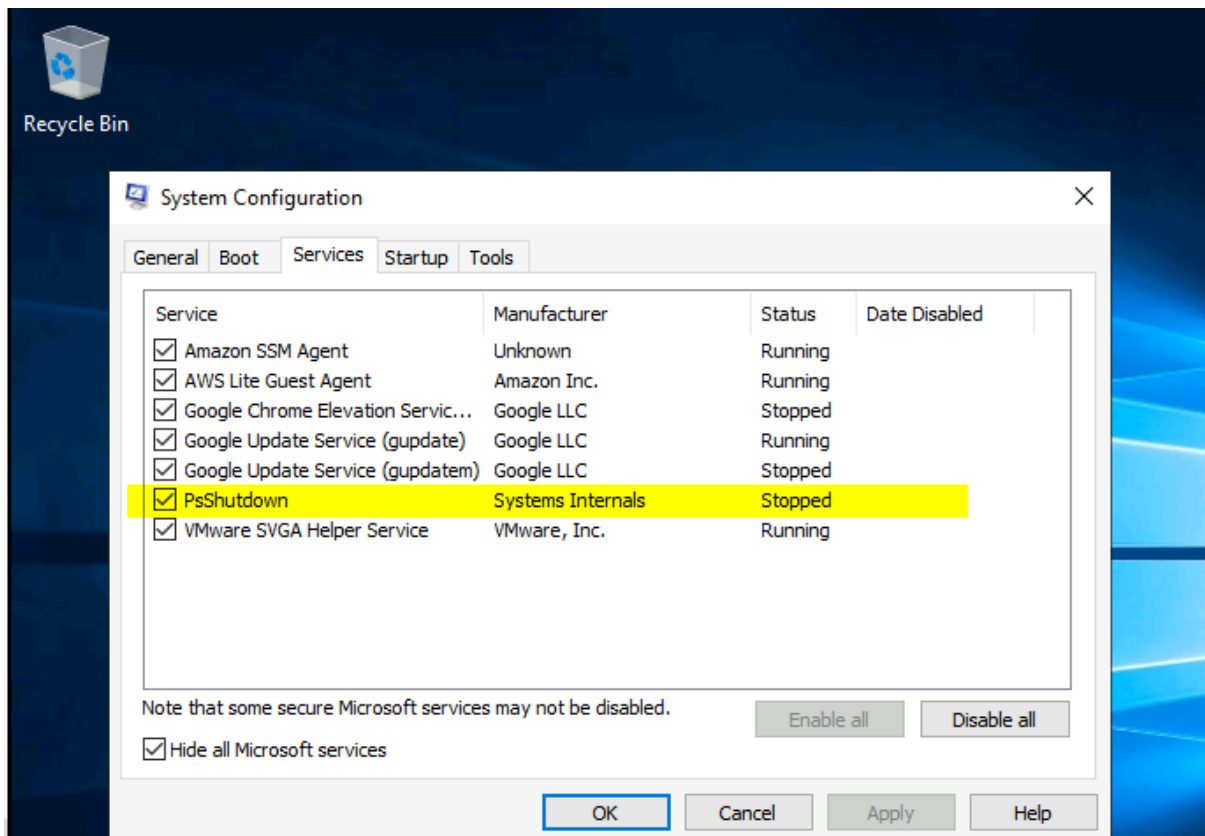 Recycle Bin
System Configuration
General Boot Services Startup Tools
Service Manufacturer Status Date Disabled
Amazon SSM Agent Unknown Running
AWS Lite Guest Agent Amazon Inc. Running
Google Chrome Elevation Servic... Google LLC Stopped
Google Update Service (gupdate) Google LLC Running
Google Update Service (gupdatem) Google LLC Stopped
PsShutdown Systems Internals Stopped
VMware SVGA Helper Service VMware, Inc. Running
Note that some secure Microsoft services may not be disabled.
Enable all Disable all
Hide all Microsoft services
OK Cancel Apply Help